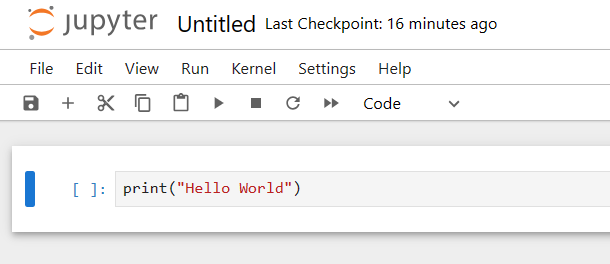 jupyter Untitled Last Checkpoint: 16 minutes ago
File Edit View Run Kernel Settings Help
Code
[ ]: print("Hello World")